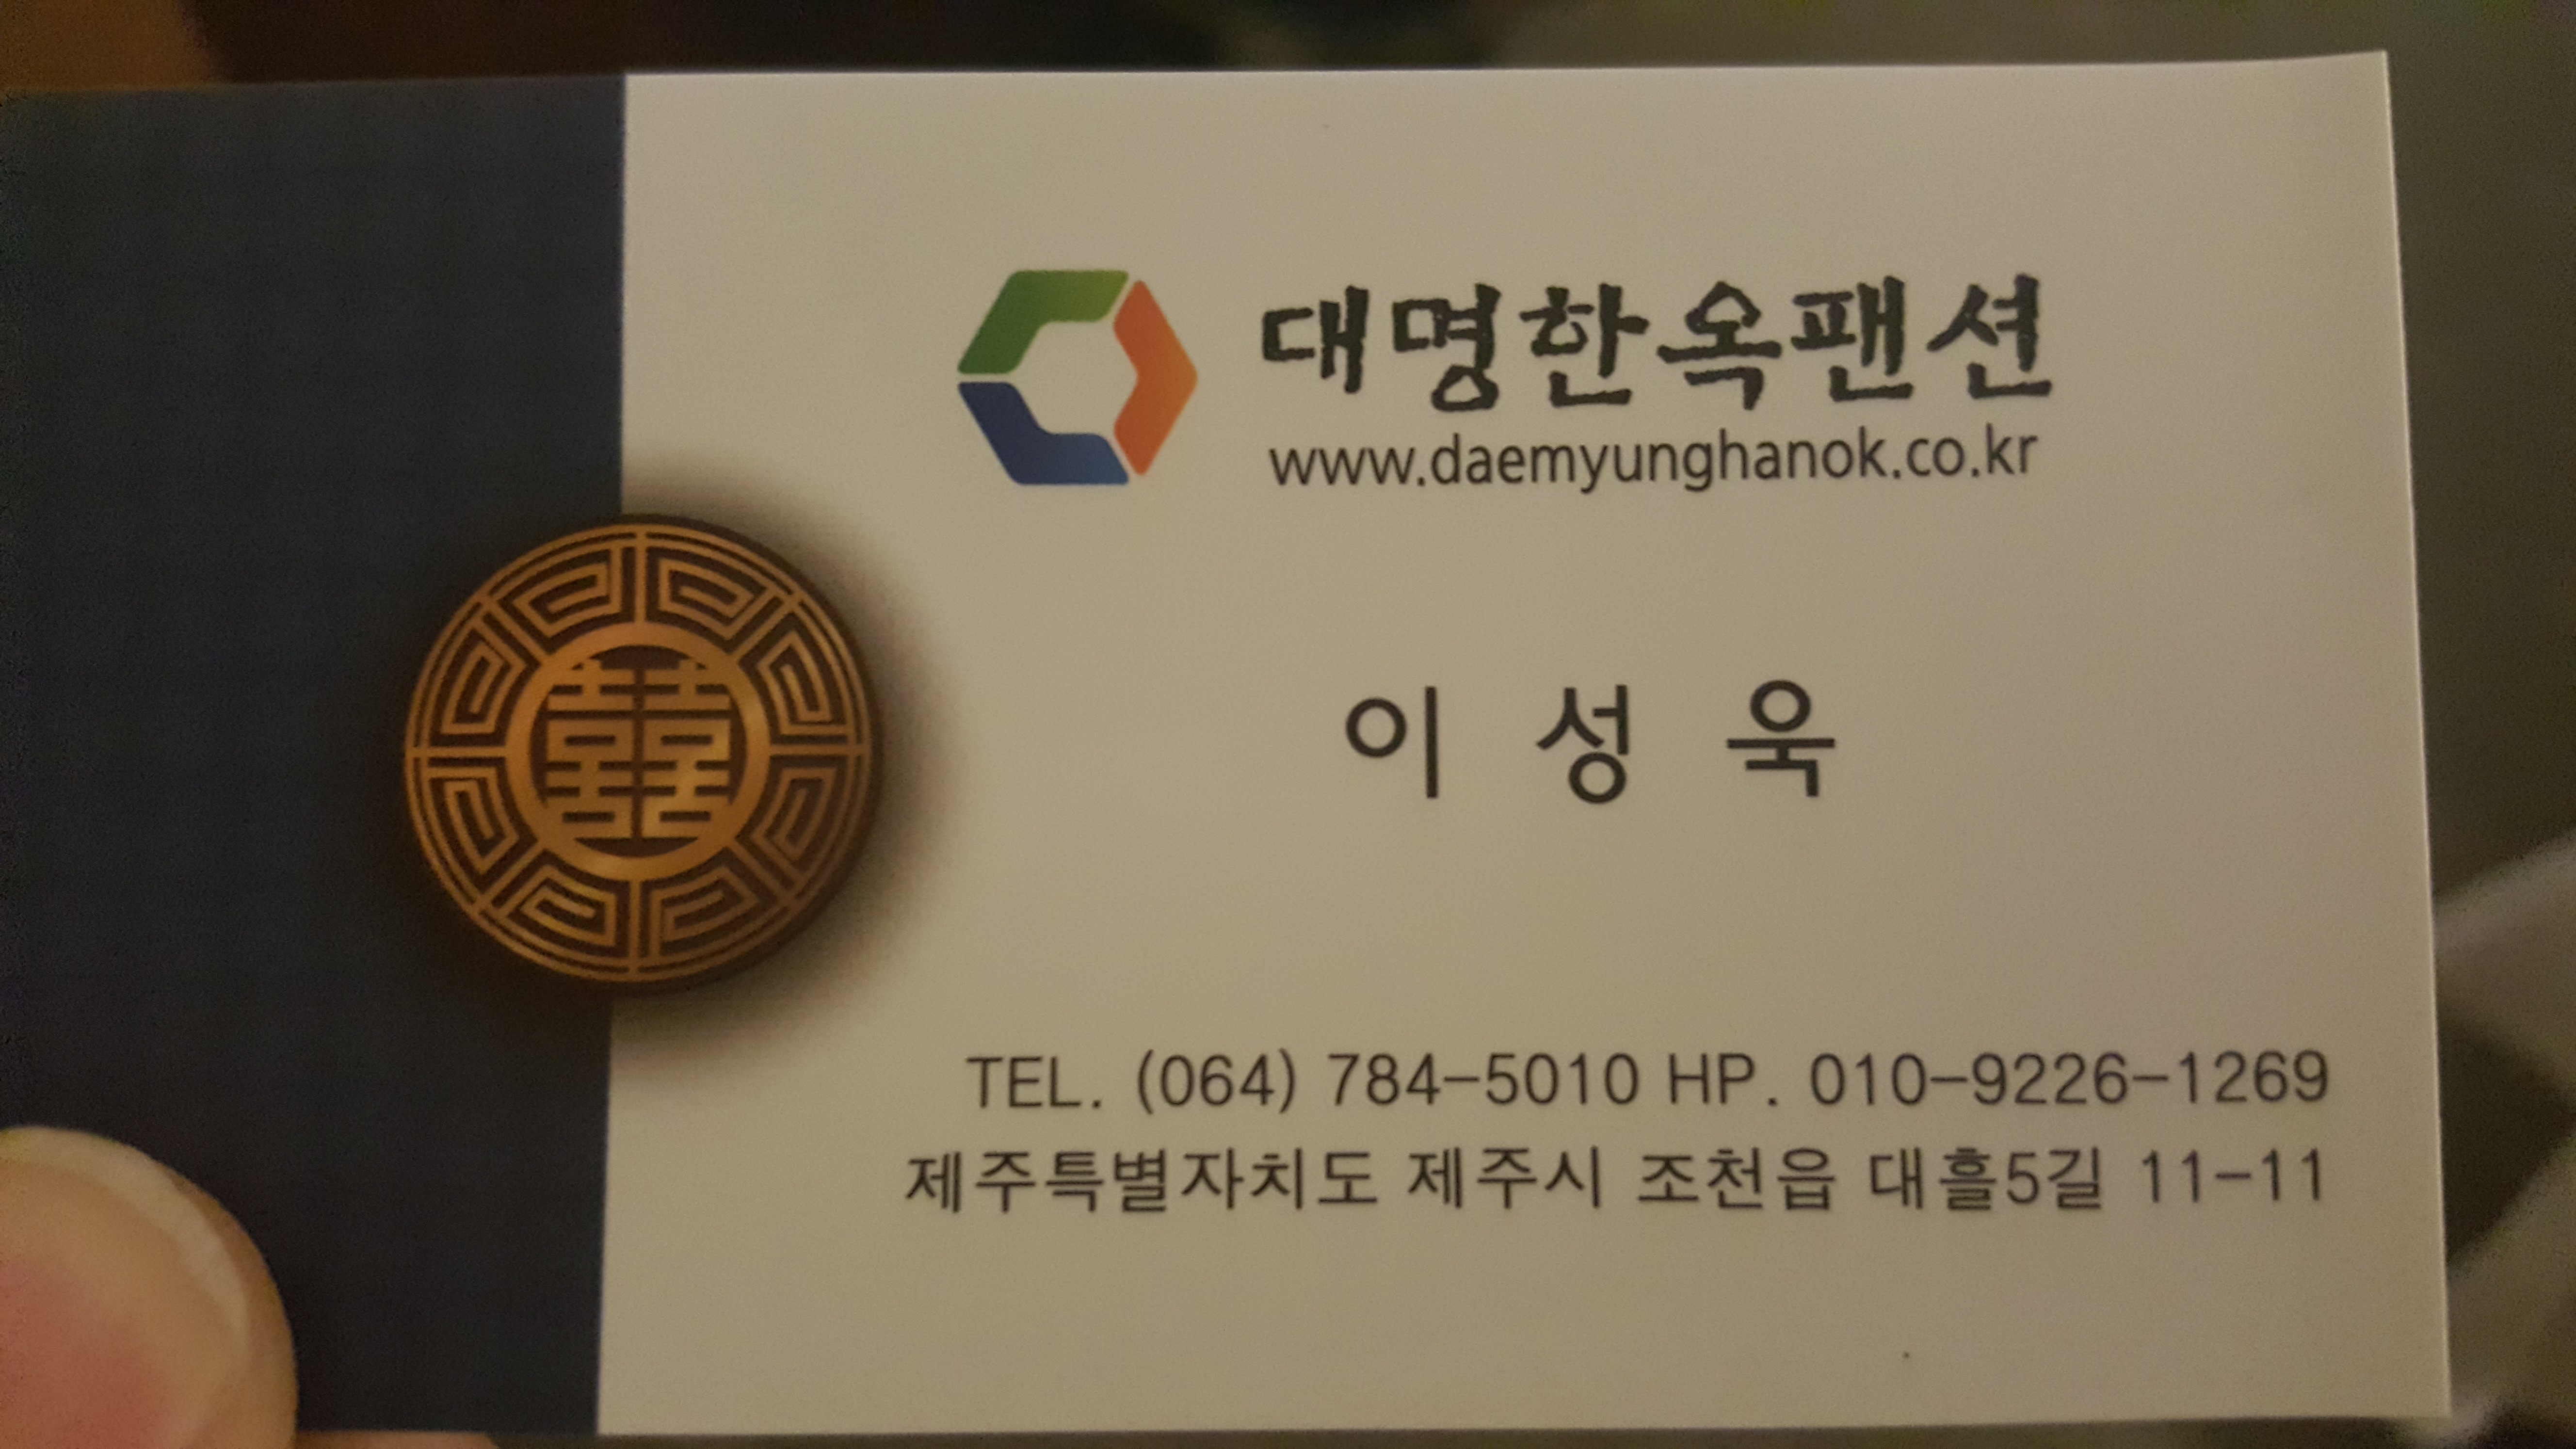 대명한옥팬션
www.daemyunghanok.co.kr
囍
이 성 욱
TEL. (064) 784-5010 HP. 010-9226-1269
제주특별자치도 제주시 조천읍 대흘5길 11-11